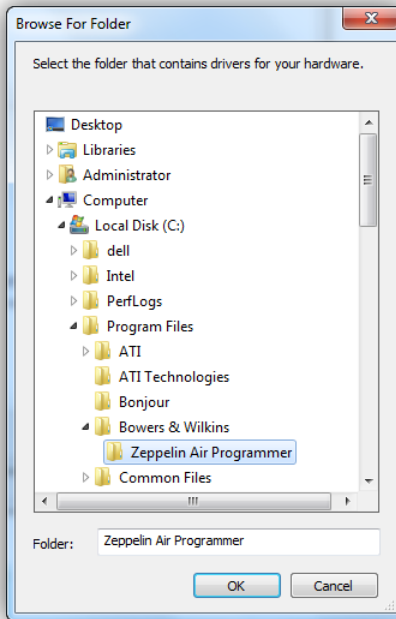 Browse For Folder
Select the folder that contains drivers for your hardware.
Desktop
Libraries
Administrator
Computer
Local Disk (C:)
dell
Intel
PerfLogs
Program Files
ATI
ATI Technologies
Bonjour
Bowers & Wilkins
Zeppelin Air Programmer
Common Files
Folder: Zeppelin Air Programmer
OK Cancel